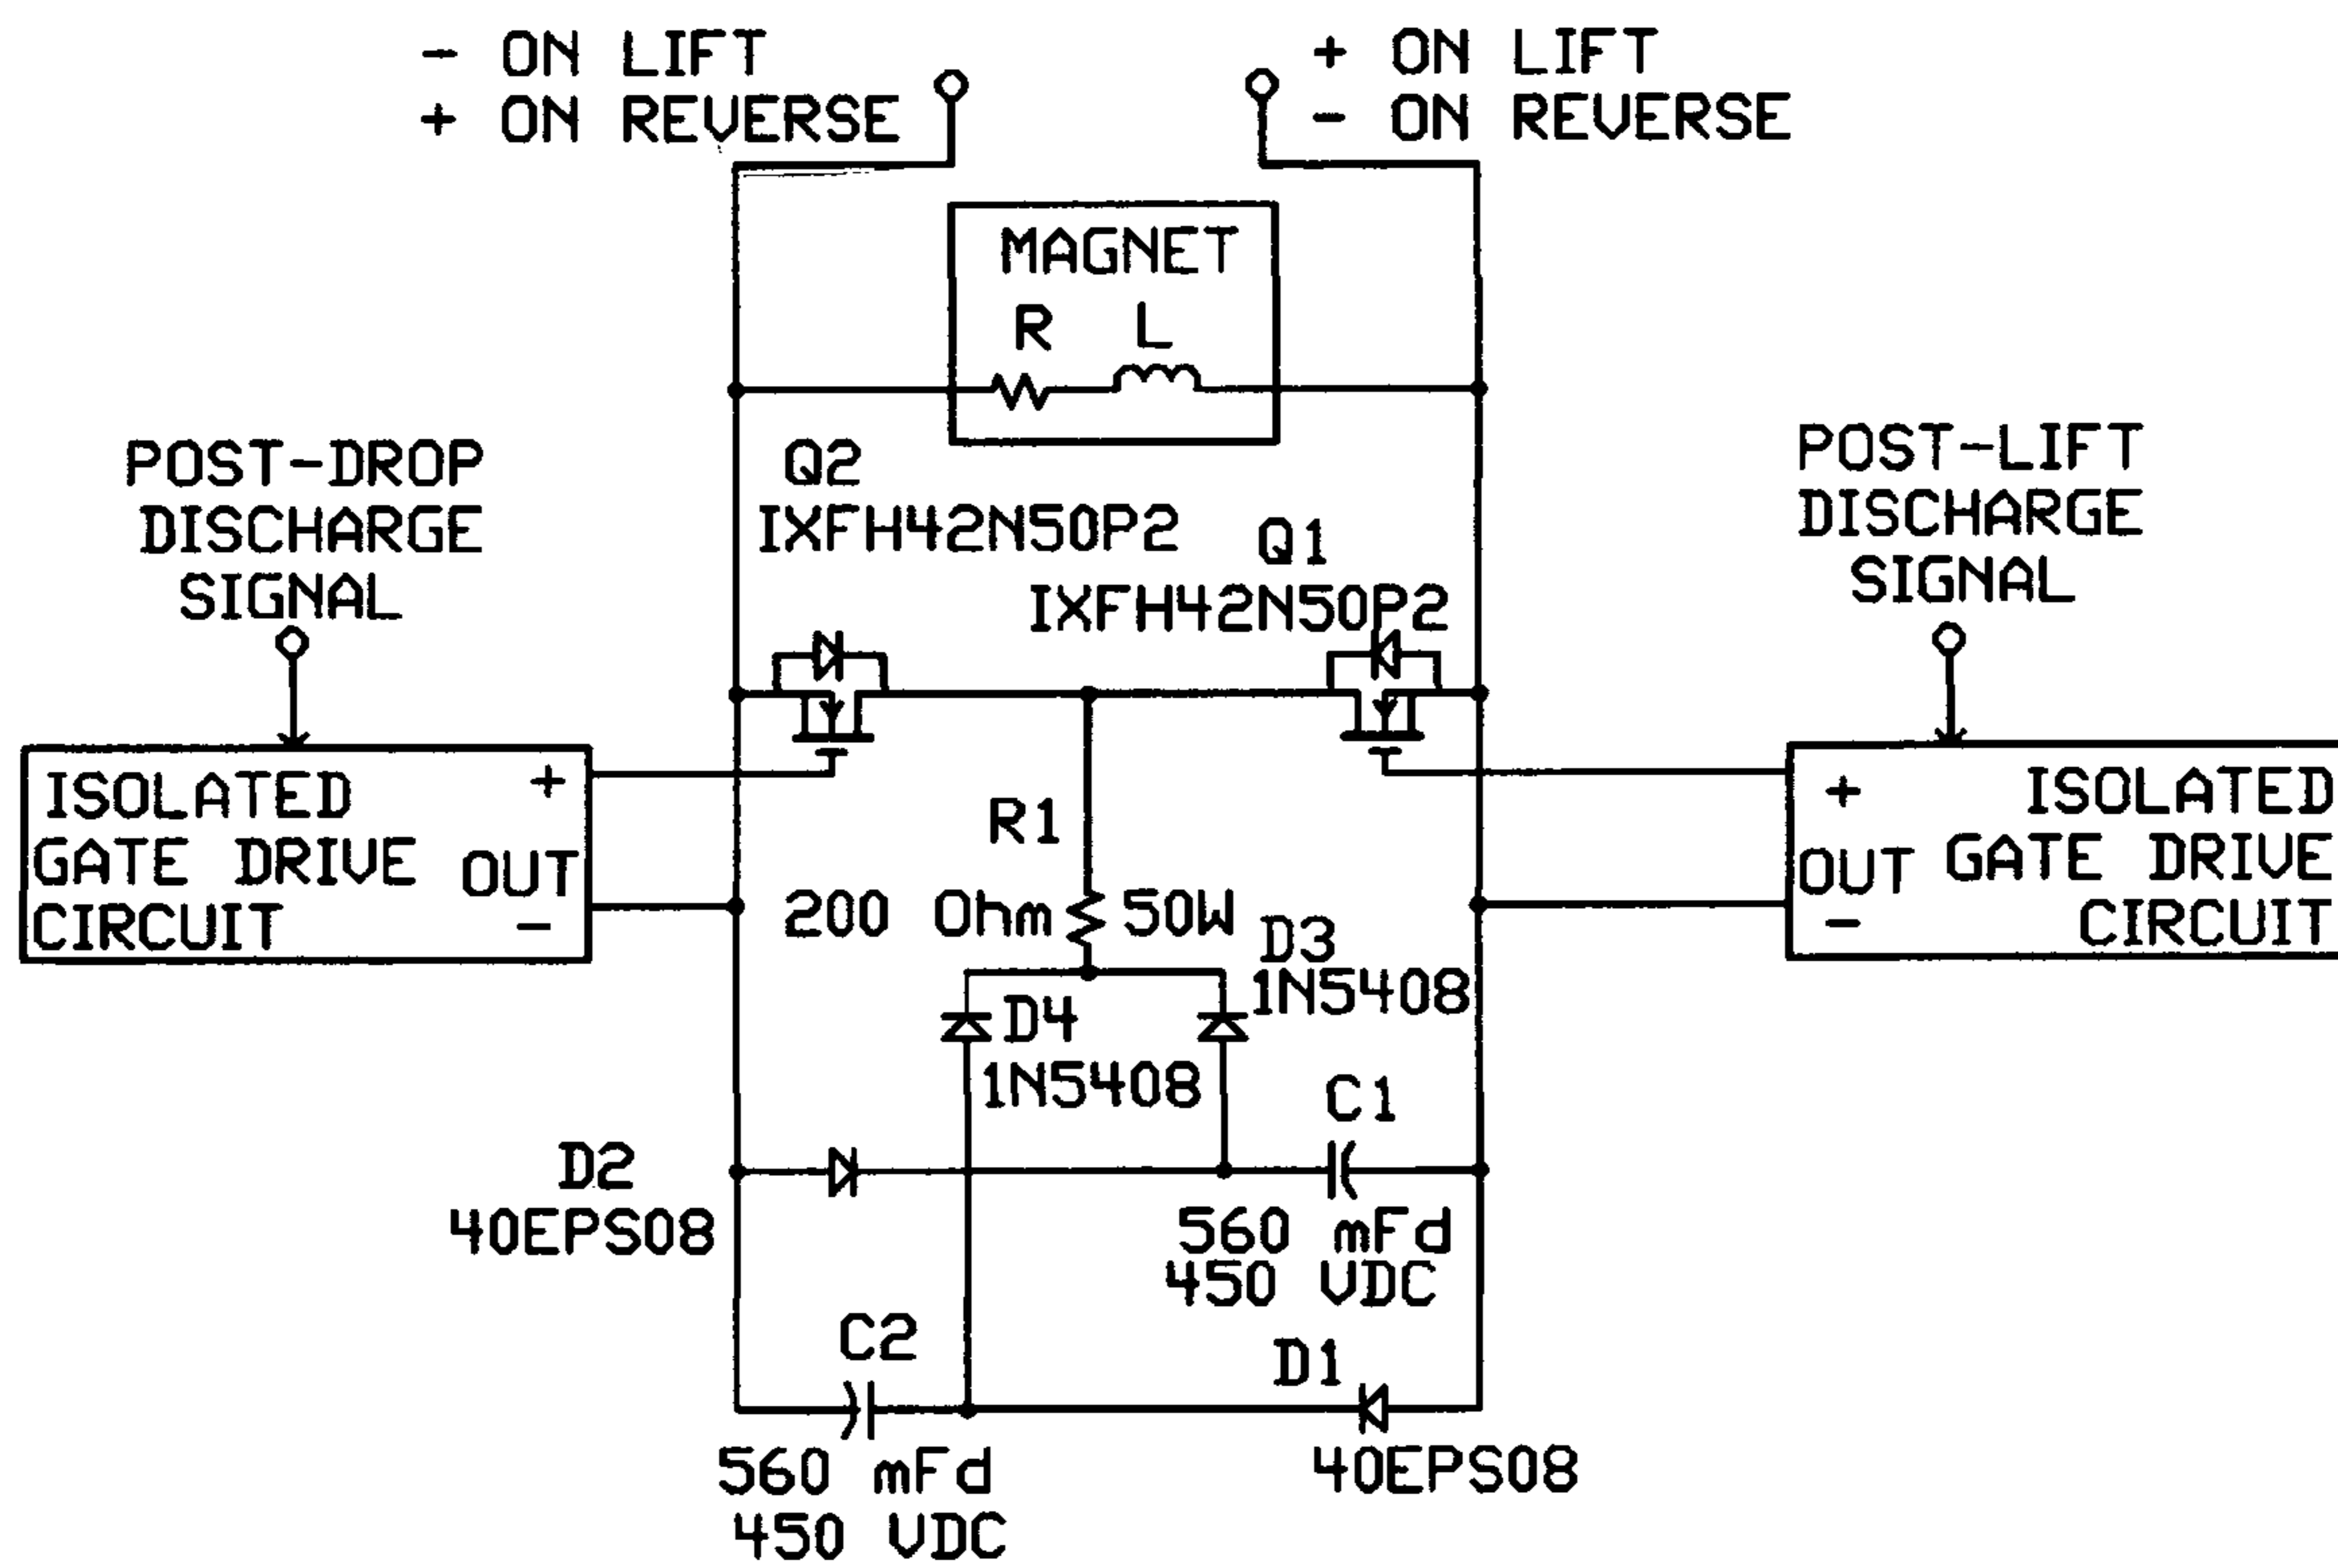 - ON LIFT
+ ON REVERSE
+ ON LIFT
- ON REVERSE
MAGNET
R L
POST-DROP
DISCHARGE
SIGNAL
Q2
IXFH42N50P2
Q1
IXFH42N50P2
POST-LIFT
DISCHARGE
SIGNAL
ISOLATED +
GATE DRIVE OUT
CIRCUIT -
R1
200 Ohm 50W
+ ISOLATED
OUT GATE DRIVE
- CIRCUIT
D3
1N5408
D4
1N5408
C1
560 mFd
450 VDC
D2
40EPS08
C2
560 mFd
450 VDC
D1
40EPS08